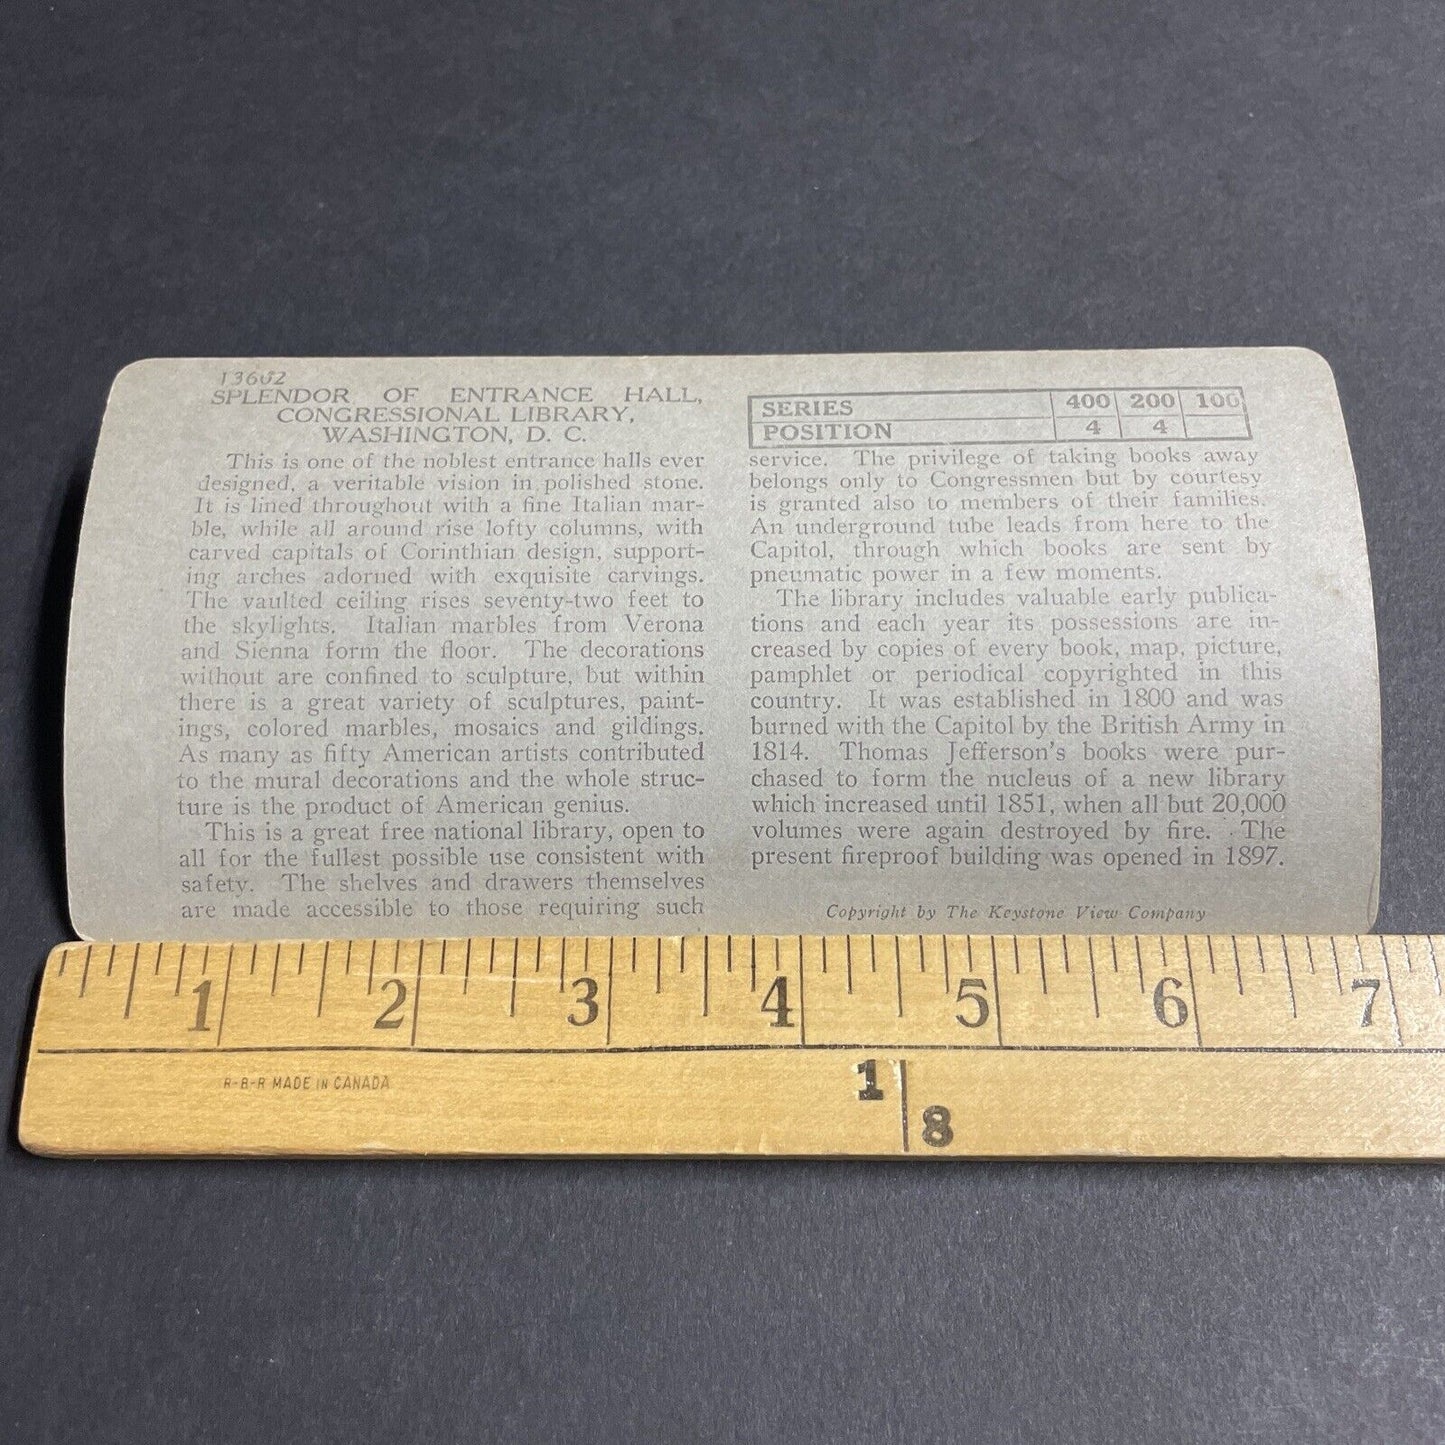 13602
SPLENDOR OF ENTRANCE HALL,
CONGRESSIONAL LIBRARY,
WASHINGTON, D. C.
This is one of the noblest entrance halls ever
designed, a veritable vision in polished stone.
It is lined throughout with a fine Italian mar-
ble, while all around rise lofty columns, with
carved capitals of Corinthian design, support-
ing arches adorned with exquisite carvings.
The vaulted ceiling rises seventy-two feet to
the skylights. Italian marbles from Verona
and Sienna form the floor. The decorations
without are confined to sculpture, but within
there is a great variety of sculptures, paint-
ings, colored marbles, mosaics and gildings.
As many as fifty American artists contributed
to the mural decorations and the whole struc-
ture is the product of American genius.
This is a great free national library, open to
all for the fullest possible use consistent with
safety. The shelves and drawers themselves
are made accessible to those requiring such
SERIES 400 200 100
POSITION 4 4
service. The privilege of taking books away
belongs only to Congressmen but by courtesy
is granted also to members of their families.
An underground tube leads from here to the
Capitol, through which books are sent by
pneumatic power in a few moments.
The library includes valuable early publica-
tions and each year its possessions are in-
creased by copies of every book, map, picture,
pamphlet or periodical copyrighted in this
country. It was established in 1800 and was
burned with the Capitol by the British Army in
1814. Thomas Jefferson's books were pur-
chased to form the nucleus of a new library
which increased until 1851, when all but 20,000
volumes were again destroyed by fire. The
present fireproof building was opened in 1897.
Copyright by The Keystone View Company
1 2 3 4 5 6 7
R-B-R MADE IN CANADA
1
8